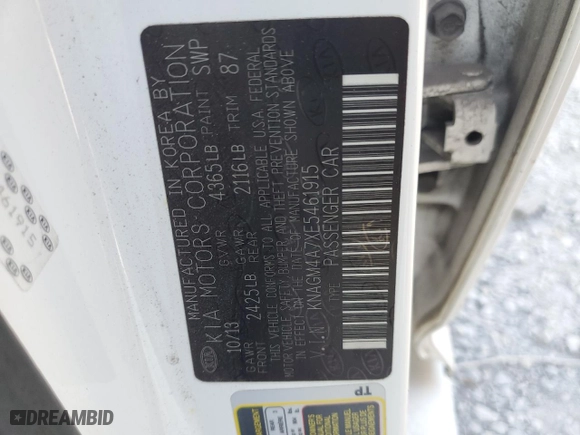 MANUFACTURED IN KOREA BY
KIA MOTORS CORPORATION
10/13 GVWR 4365LB PAINT SWP
GAWR FRONT 2425LB GAWR REAR 2116LB TRIM 87
THIS VEHICLE CONFORMS TO ALL APPLICABLE U.S.A. FEDERAL
MOTOR VEHICLE SAFETY, BUMPER, AND THEFT PREVENTION STANDARDS
IN EFFECT ON THE DATE OF MANUFACTURE SHOWN ABOVE
V.I.N: KNAGM4A7XE5461915
TYPE: PASSENGER CAR
KIA
461915
TP
DREAMBID